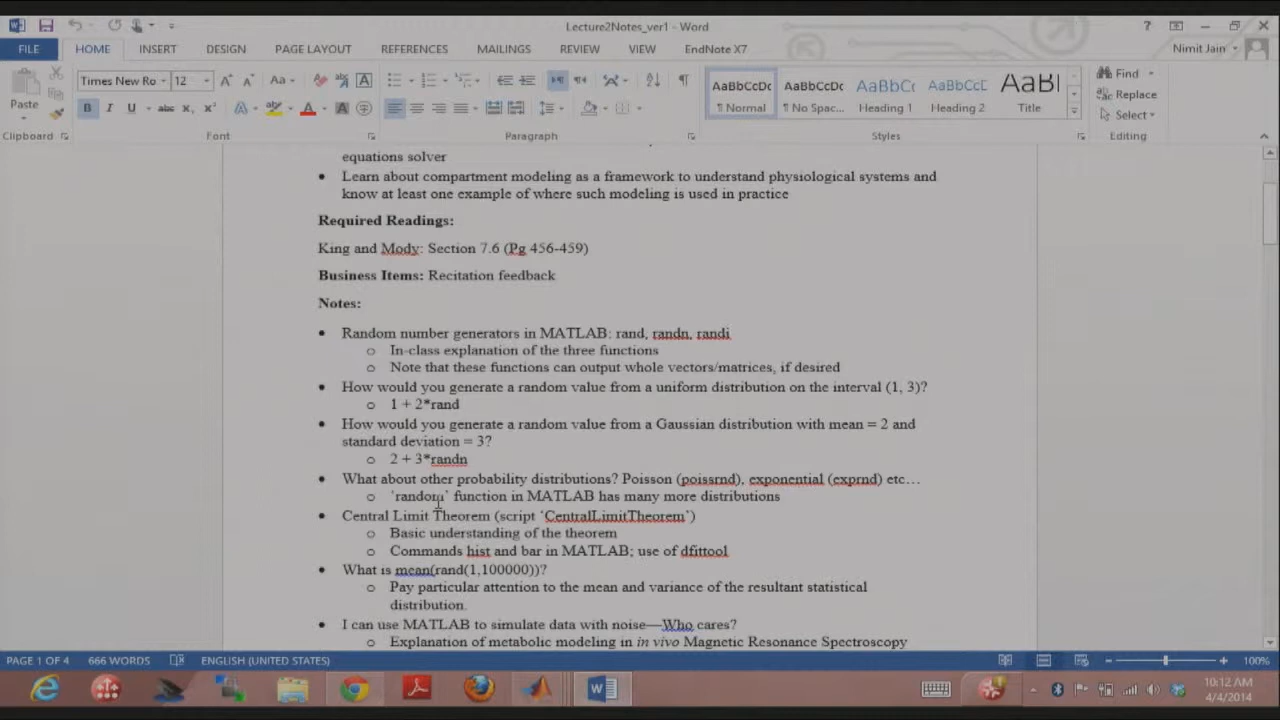 Lecture2Notes_ver1 - Word
FILE HOME INSERT DESIGN PAGE LAYOUT REFERENCES MAILINGS REVIEW VIEW EndNote X7 Nimit Jain
Times New Ro 12 Aa A AaBbCcDc AaBbCcDc AaBbC( AaBbCcD AaBl Find
Paste B I U abc x₂ x² A ¶ Normal ¶ No Spac... Heading 1 Heading 2 Title Replace
Select
Clipboard Font Paragraph Styles Editing
equations solver
• Learn about compartment modeling as a framework to understand physiological systems and
know at least one example of where such modeling is used in practice
Required Readings:
King and Mody: Section 7.6 (Pg 456-459)
Business Items: Recitation feedback
Notes:
• Random number generators in MATLAB: rand, randn, randi
o In-class explanation of the three functions
o Note that these functions can output whole vectors/matrices, if desired
• How would you generate a random value from a uniform distribution on the interval (1, 3)?
o 1 + 2*rand
• How would you generate a random value from a Gaussian distribution with mean = 2 and
standard deviation = 3?
o 2 + 3*randn
• What about other probability distributions? Poisson (poissrnd), exponential (exprnd) etc…
o ‘random’ function in MATLAB has many more distributions
• Central Limit Theorem (script ‘CentralLimitTheorem’)
o Basic understanding of the theorem
o Commands hist and bar in MATLAB; use of dfittool
• What is mean(rand(1,100000))?
o Pay particular attention to the mean and variance of the resultant statistical
distribution.
• I can use MATLAB to simulate data with noise—Who cares?
o Explanation of metabolic modeling in in vivo Magnetic Resonance Spectroscopy
PAGE 1 OF 4 666 WORDS ENGLISH (UNITED STATES) 100%
10:12 AM
4/4/2014